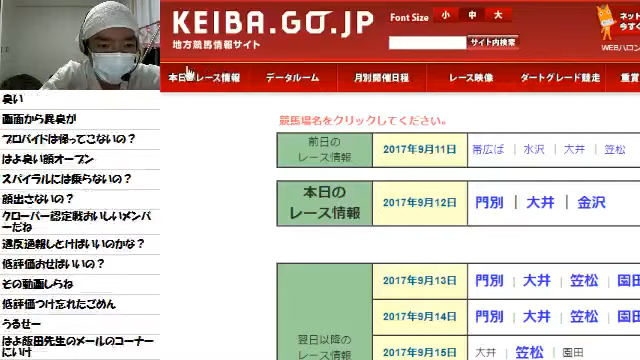 KEIBA.GO.JP
地方競馬情報サイト
Font Size 小 中 大
サイト内検索
ネット
今す
WEBハロン
本日のレース情報 データルーム 月別開催日程 レース映像 ダートグレード競走 重賞
競馬場名をクリックしてください。
前日の
レース情報
2017年9月11日
帯広ば | 水沢 | 大井 | 笠松
本日の
レース情報
2017年9月12日
門別 | 大井 | 金沢
翌日以降の
レース情報
2017年9月13日
門別 | 大井 | 笠松 | 園田
2017年9月14日
門別 | 大井 | 笠松 | 園田
2017年9月15日
大井 | 笠松 | 園田
臭い
画面から異臭が
プロバイドは帰ってこないの?
はよ臭い顔オープン
スパイラルには乗らないの?
顔出さないの?
クローバー認定戦おいしいメンバ
ーだね
違反通報しとけばいいのかな?
低評価おせばいいの?
その動画しらね
低評価つけ忘れたごめん
うるせー
はよ飯田先生のメールのコーナー
にいけ